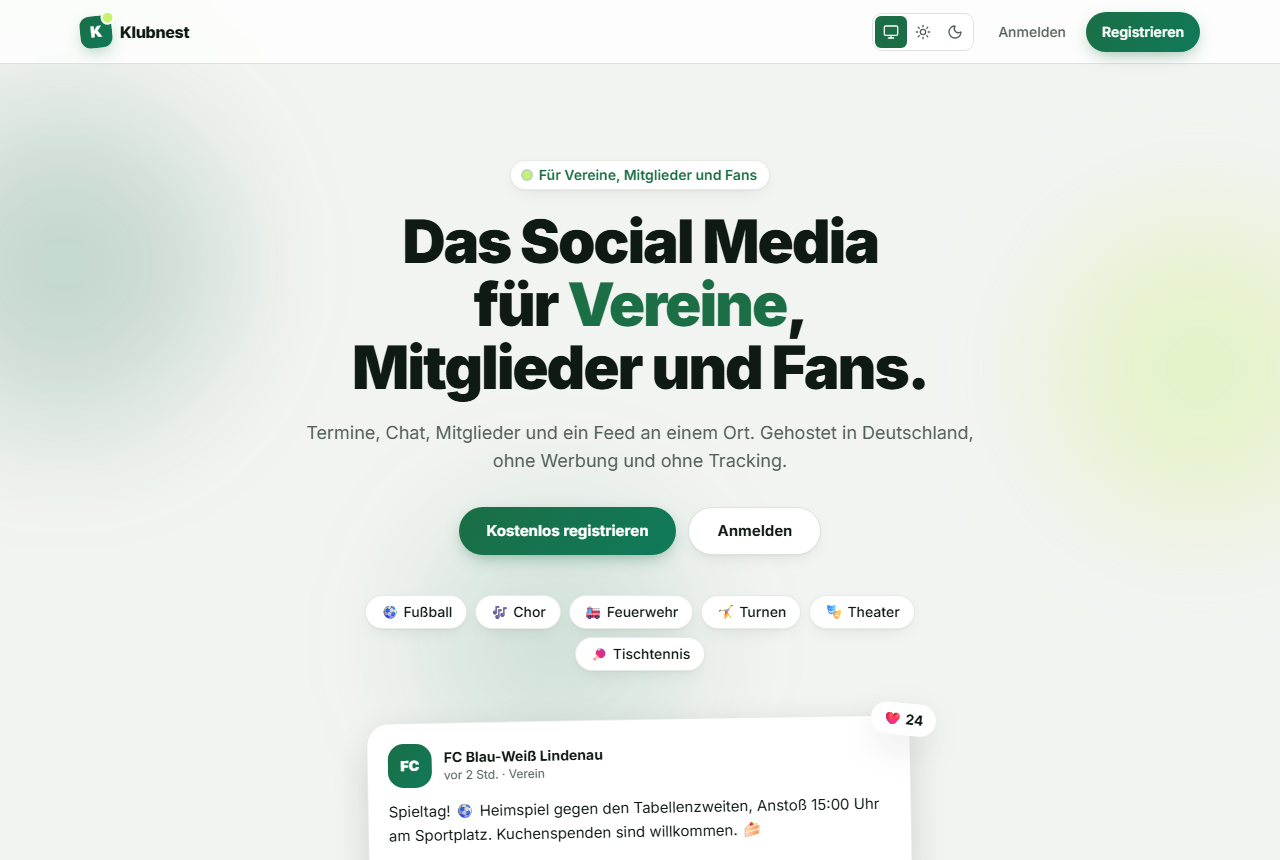 K Klubnest
Anmelden
Registrieren
Für Vereine, Mitglieder und Fans
Das Social Media
für Vereine,
Mitglieder und Fans.
Termine, Chat, Mitglieder und ein Feed an einem Ort. Gehostet in Deutschland,
ohne Werbung und ohne Tracking.
Kostenlos registrieren
Anmelden
Fußball
Chor
Feuerwehr
Turnen
Theater
Tischtennis
24
FC
FC Blau-Weiß Lindenau
vor 2 Std. · Verein
Spieltag! ⚽ Heimspiel gegen den Tabellenzweiten, Anstoß 15:00 Uhr
am Sportplatz. Kuchenspenden sind willkommen. 🍰